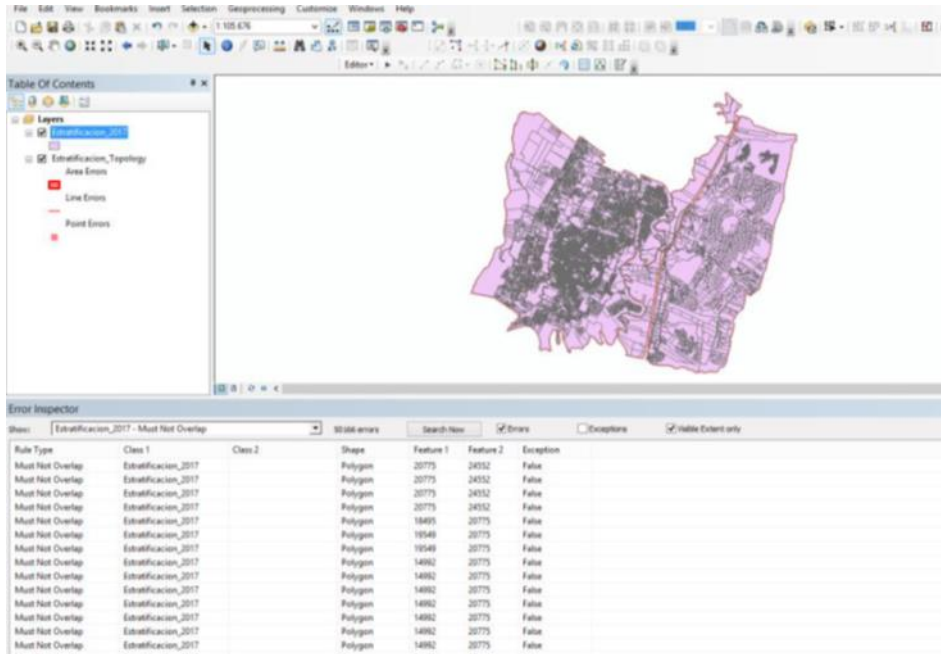 File Edit View Bookmarks Insert Selection Geoprocessing Customize Windows Help
1:105.676
Editor
Table Of Contents
Layers
Estratificacion_2017
Estratificacion_Topology
Area Errors
Line Errors
Point Errors
Error Inspector
Show: Estratificacion_2017 - Must Not Overlap errors Search Now Errors Exceptions Visible Extent only
Rule Type Class 1 Class 2 Shape Feature 1 Feature 2 Exception
Must Not Overlap Estratificacion_2017 Polygon 20775 24552 False
Must Not Overlap Estratificacion_2017 Polygon 20775 24552 False
Must Not Overlap Estratificacion_2017 Polygon 20775 24552 False
Must Not Overlap Estratificacion_2017 Polygon 20775 24552 False
Must Not Overlap Estratificacion_2017 Polygon 18495 20775 False
Must Not Overlap Estratificacion_2017 Polygon 19549 20775 False
Must Not Overlap Estratificacion_2017 Polygon 19549 20775 False
Must Not Overlap Estratificacion_2017 Polygon 14992 20775 False
Must Not Overlap Estratificacion_2017 Polygon 14992 20775 False
Must Not Overlap Estratificacion_2017 Polygon 14992 20775 False
Must Not Overlap Estratificacion_2017 Polygon 14992 20775 False
Must Not Overlap Estratificacion_2017 Polygon 14992 20775 False
Must Not Overlap Estratificacion_2017 Polygon 14992 20775 False
Must Not Overlap Estratificacion_2017 Polygon 14992 20775 False